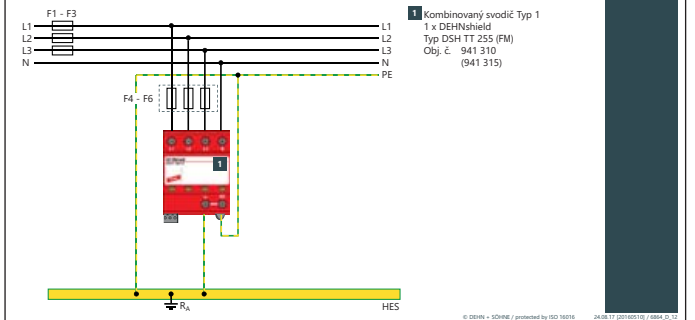 F1 - F3
L1
L1
L2
L2
L3
L3
N
N
PE
F4 - F6
1
HES
RA
1 Kombinovaný svodič Typ 1
1 x DEHNshield
Typ DSH TT 255 (FM)
Obj. č. 941 310
(941 315)
© DEHN + SÖHNE / protected by ISO 16016
24.08.17 [20160510] / 6864_D_12